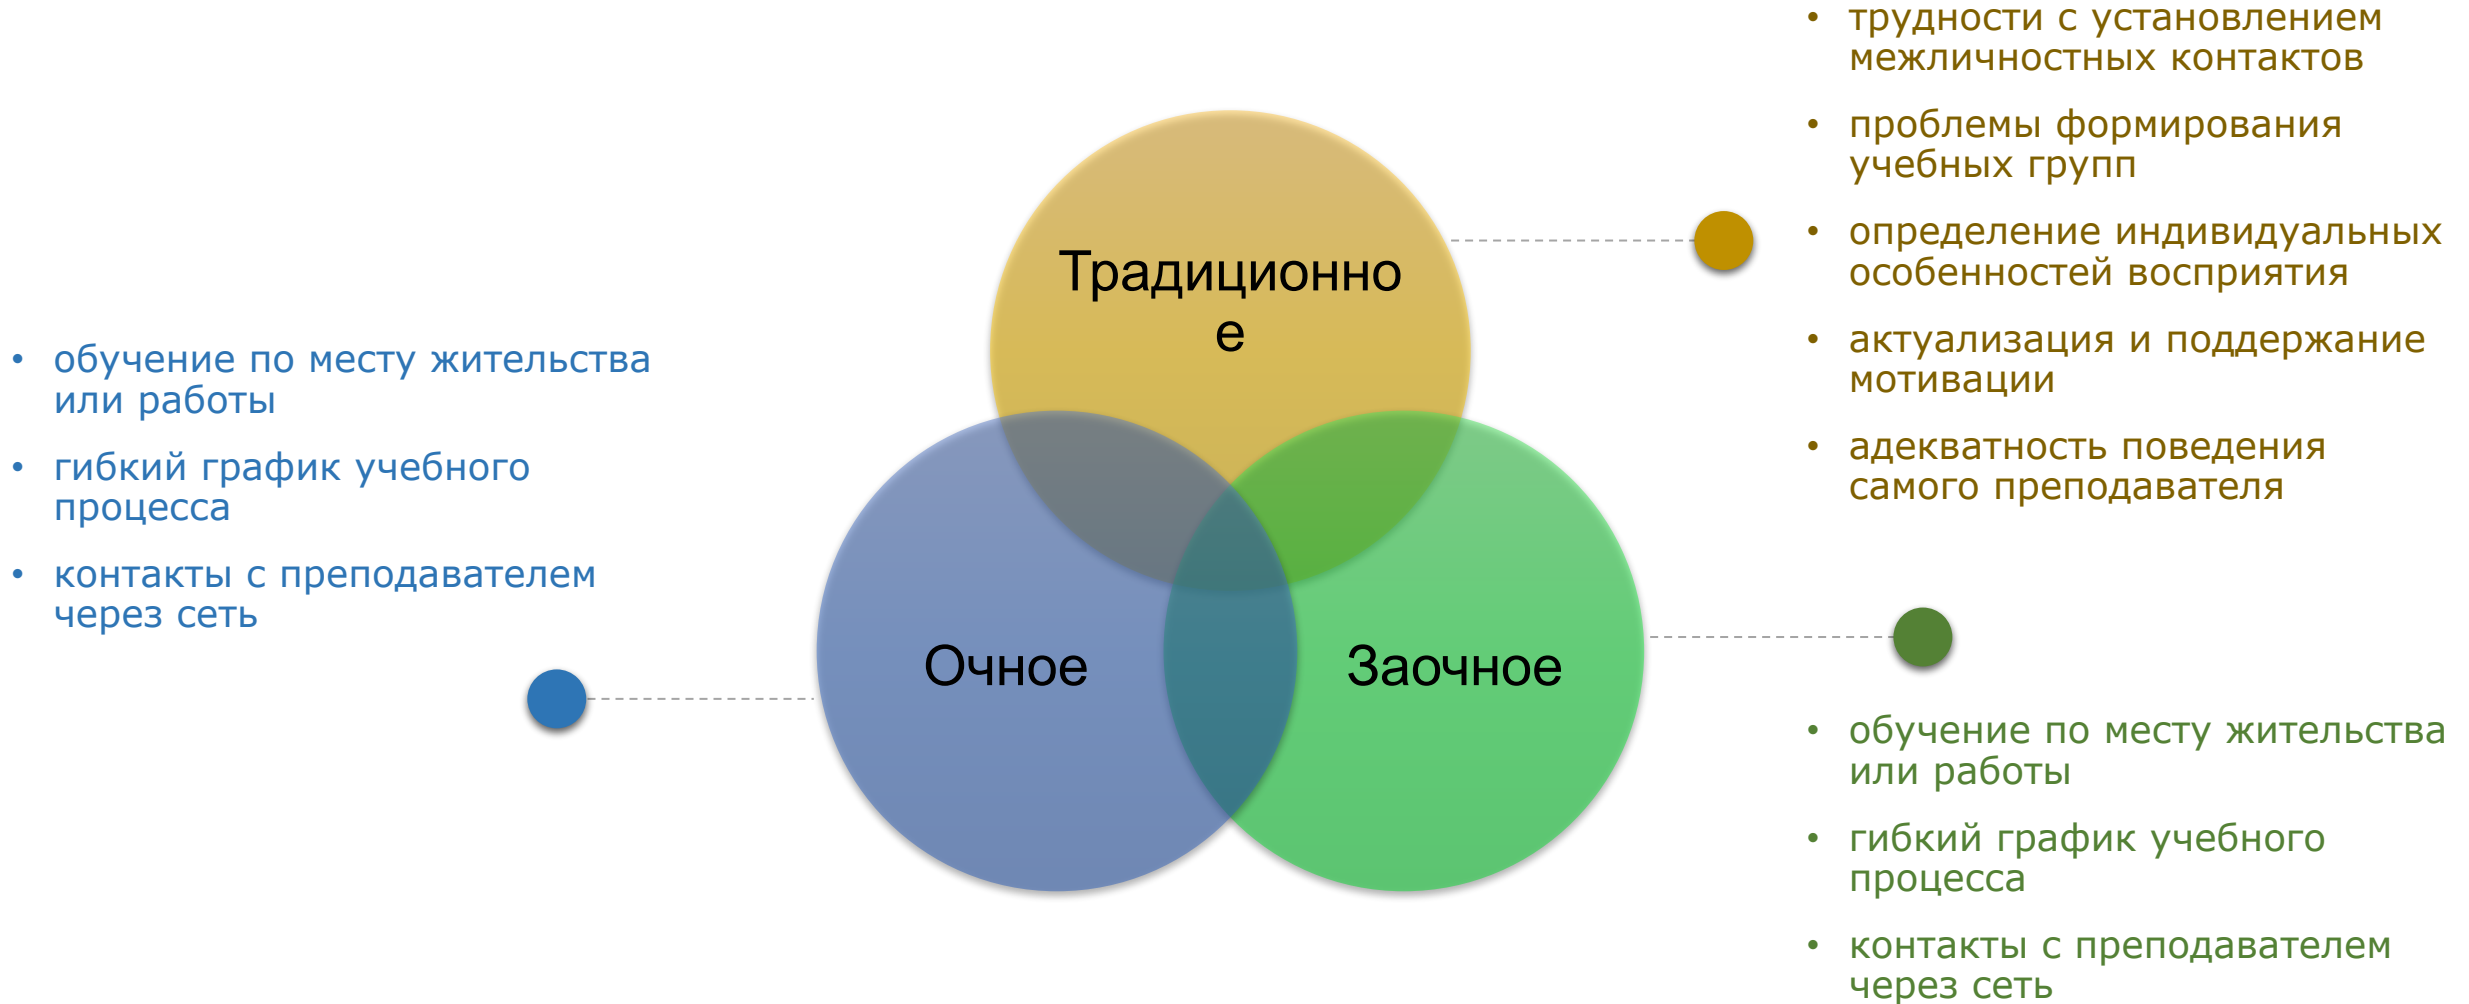 • трудности с установлением
межличностных контактов
• проблемы формирования
учебных групп
• определение индивидуальных
особенностей восприятия
• актуализация и поддержание
мотивации
• адекватность поведения
самого преподавателя
Традиционно
е
• обучение по месту жительства
или работы
• гибкий график учебного
процесса
• контакты с преподавателем
через сеть
Очное
Заочное
• обучение по месту жительства
или работы
• гибкий график учебного
процесса
• контакты с преподавателем
через сеть